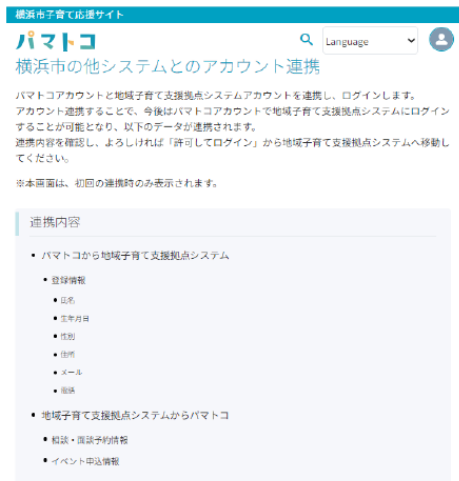 横浜市子育て応援サイト
パマトコ
Language
横浜市の他システムとのアカウント連携
パマトコアカウントと地域子育て支援拠点システムアカウントを連携し、ログインします。
アカウント連携することで、今後はパマトコアカウントで地域子育て支援拠点システムにログイン
することが可能となり、以下のデータが連携されます。
連携内容を確認し、よろしければ「許可してログイン」から地域子育て支援拠点システムへ移動し
てください。
※本画面は、初回の連携時のみ表示されます。
連携内容
• パマトコから地域子育て支援拠点システム
• 登録情報
• 氏名
• 生年月日
• 性別
• 住所
• メール
• 地域子育て支援拠点システムからパマトコ
• 相談・面談予約情報
• イベント申込情報